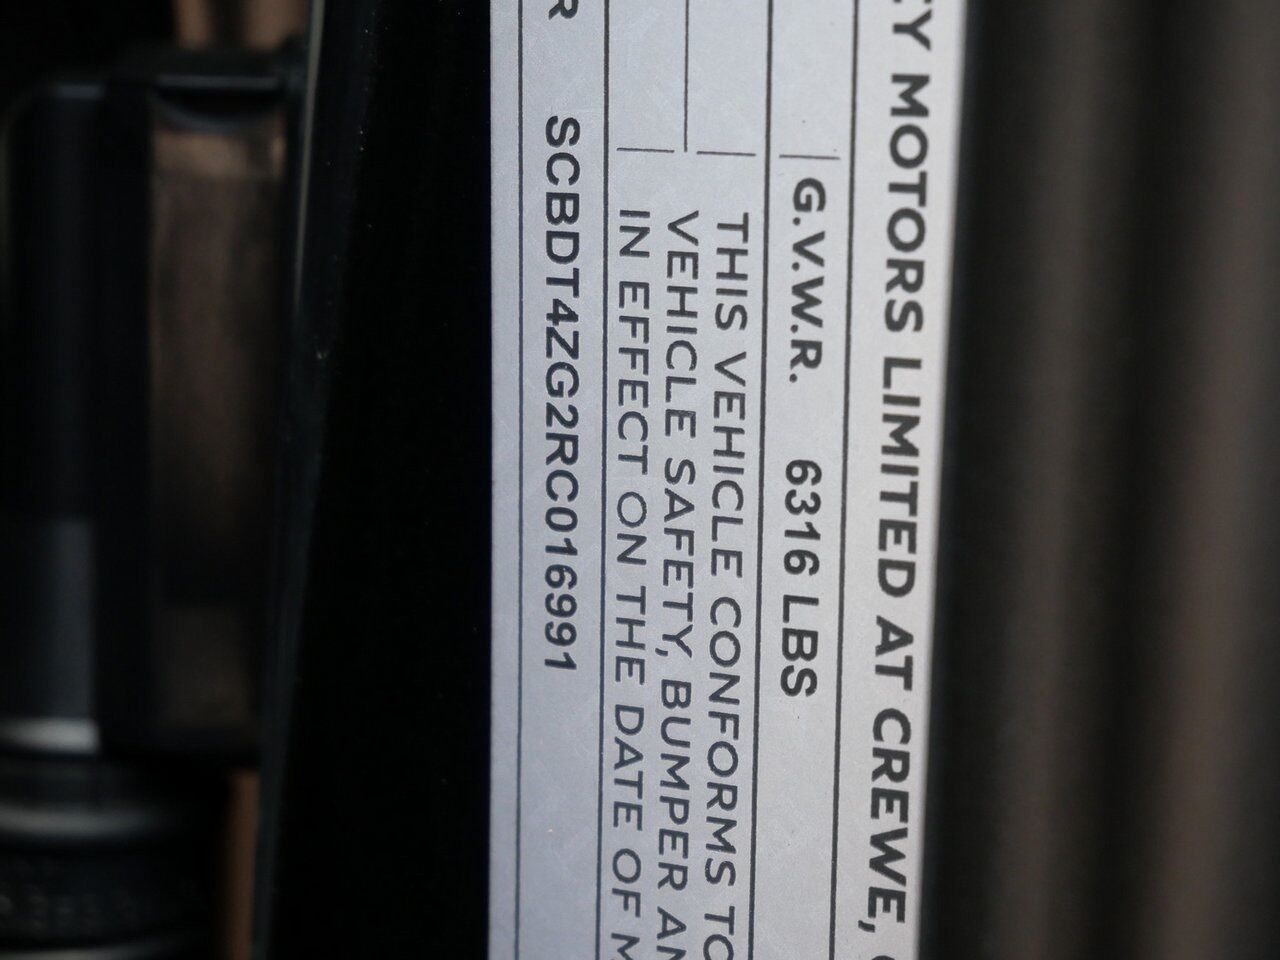 EY MOTORS LIMITED AT CREWE,
G.V.W.R. 6316 LBS
THIS VEHICLE CONFORMS TO
VEHICLE SAFETY, BUMPER AN
IN EFFECT ON THE DATE OF M
R SCBDT4ZG2RC016991